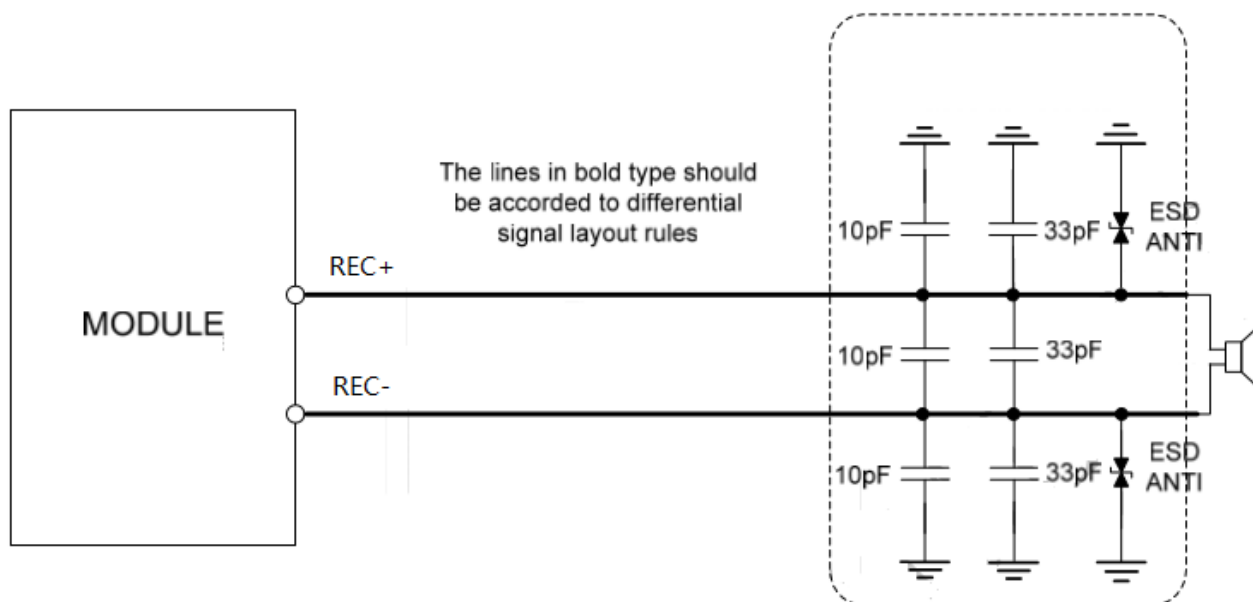 The lines in bold type should
be accorded to differential
signal layout rules
10pF
33pF
ESD
ANTI
REC+
MODULE
10pF
33pF
REC-
10pF
33pF
ESD
ANTI